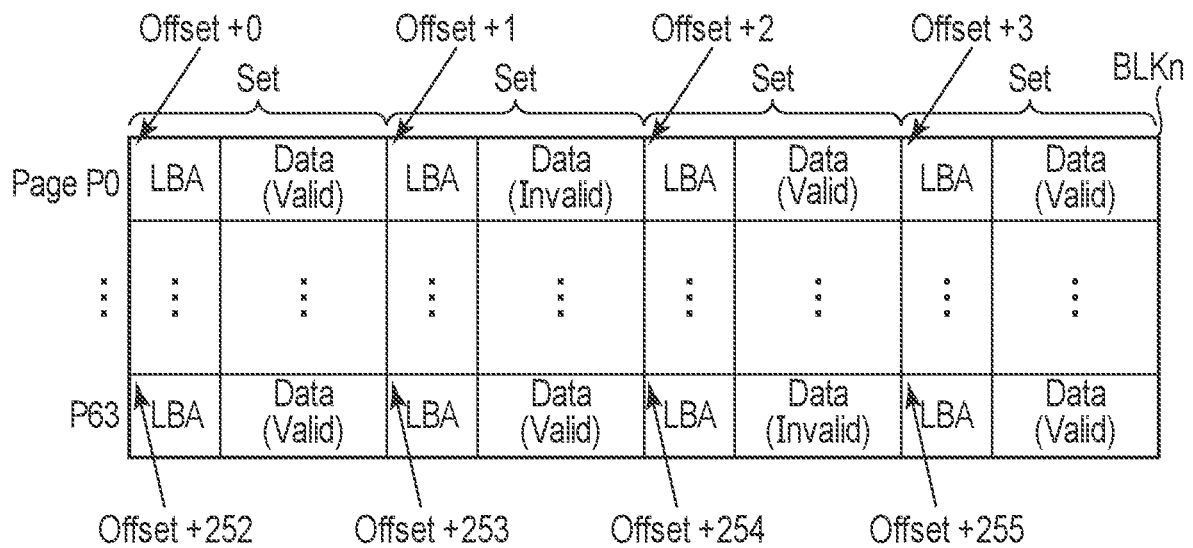 Offset +0 Offset +1 Offset +2 Offset +3
Set Set Set Set BLKn
Page P0 LBA Data (Valid) LBA Data (Invalid) LBA Data (Valid) LBA Data (Valid)
P63 LBA Data (Valid) LBA Data (Valid) LBA Data (Invalid) LBA Data (Valid)
Offset +252 Offset +253 Offset +254 Offset +255